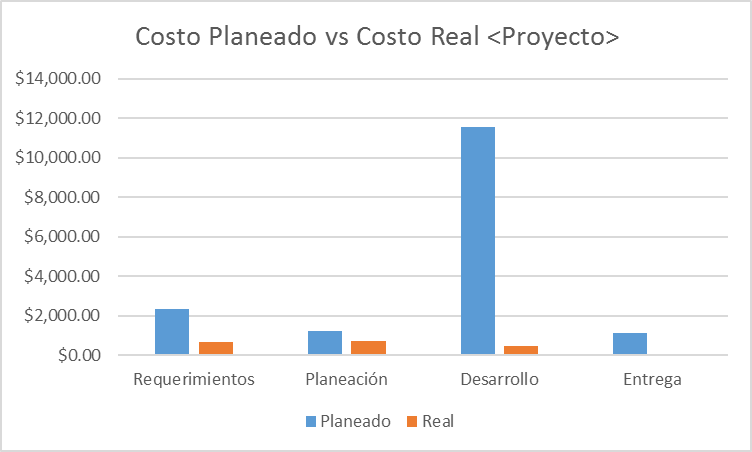 Costo Planeado vs Costo Real <Proyecto>
$14,000.00
$12,000.00
$10,000.00
$8,000.00
$6,000.00
$4,000.00
$2,000.00
$0.00
Requerimientos Planeación Desarrollo Entrega
Planeado Real